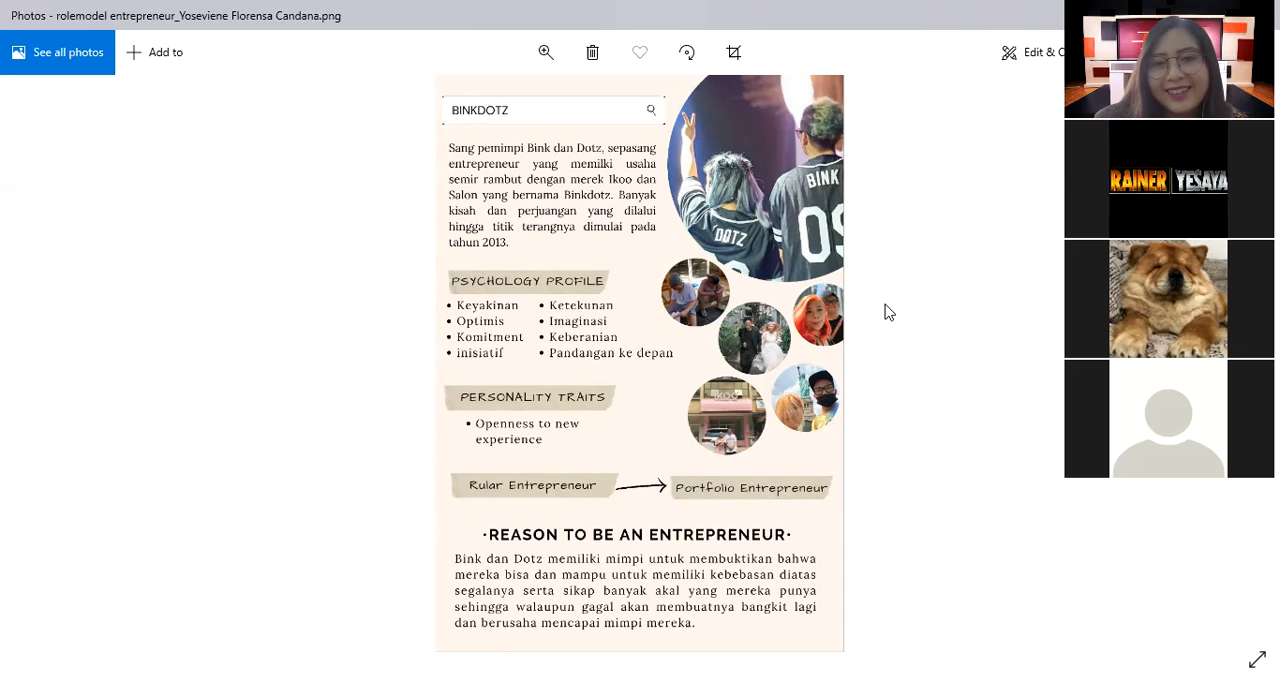 Photos - rolemodel entrepreneur_Yoseviene Florensa Candana.png
See all photos
Add to
Edit & C
BINKDOTZ
Sang pemimpi Bink dan Dotz, sepasang
entrepreneur yang memilki usaha
semir rambut dengan merek Ikoo dan
Salon yang bernama Binkdotz. Banyak
kisah dan perjuangan yang dilalui
hingga titik terangnya dimulai pada
tahun 2013.
BINK
09
DOTZ
PSYCHOLOGY PROFILE
• Keyakinan
• Optimis
• Komitment
• inisiatif
• Ketekunan
• Imaginasi
• Keberanian
• Pandangan ke depan
PERSONALITY TRAITS
• Openness to new
experience
IKOO
Rular Entrepreneur
Portfolio Entrepreneur
·REASON TO BE AN ENTREPRENEUR·
Bink dan Dotz memiliki mimpi untuk membuktikan bahwa
mereka bisa dan mampu untuk memiliki kebebasan diatas
segalanya serta sikap banyak akal yang mereka punya
sehingga walaupun gagal akan membuatnya bangkit lagi
dan berusaha mencapai mimpi mereka.
RAINER YESAYA